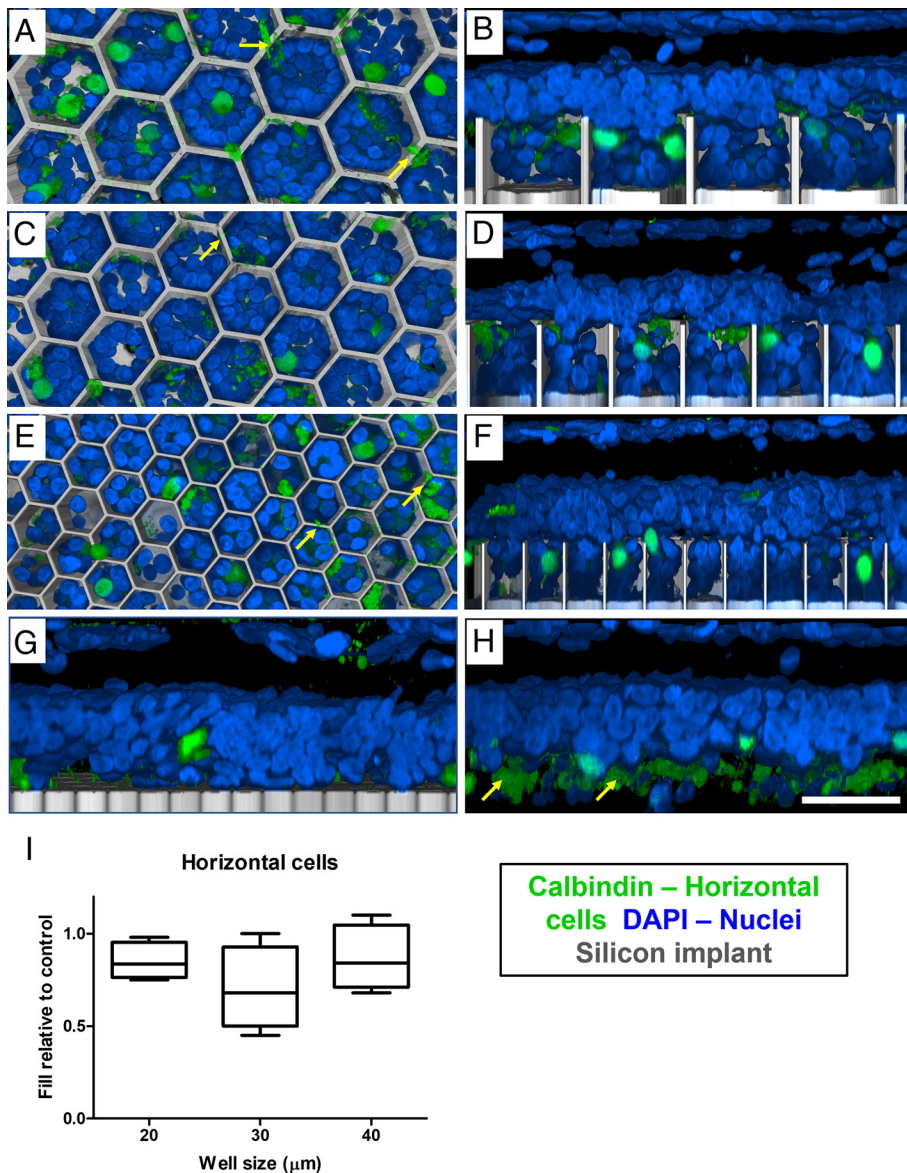 A
B
C
D
E
F
G
H
I
Horizontal cells
Calbindin – Horizontal
cells DAPI – Nuclei
Silicon implant
Fill relative to control
1.0
0.5
0.0
20
30
40
Well size (μm)